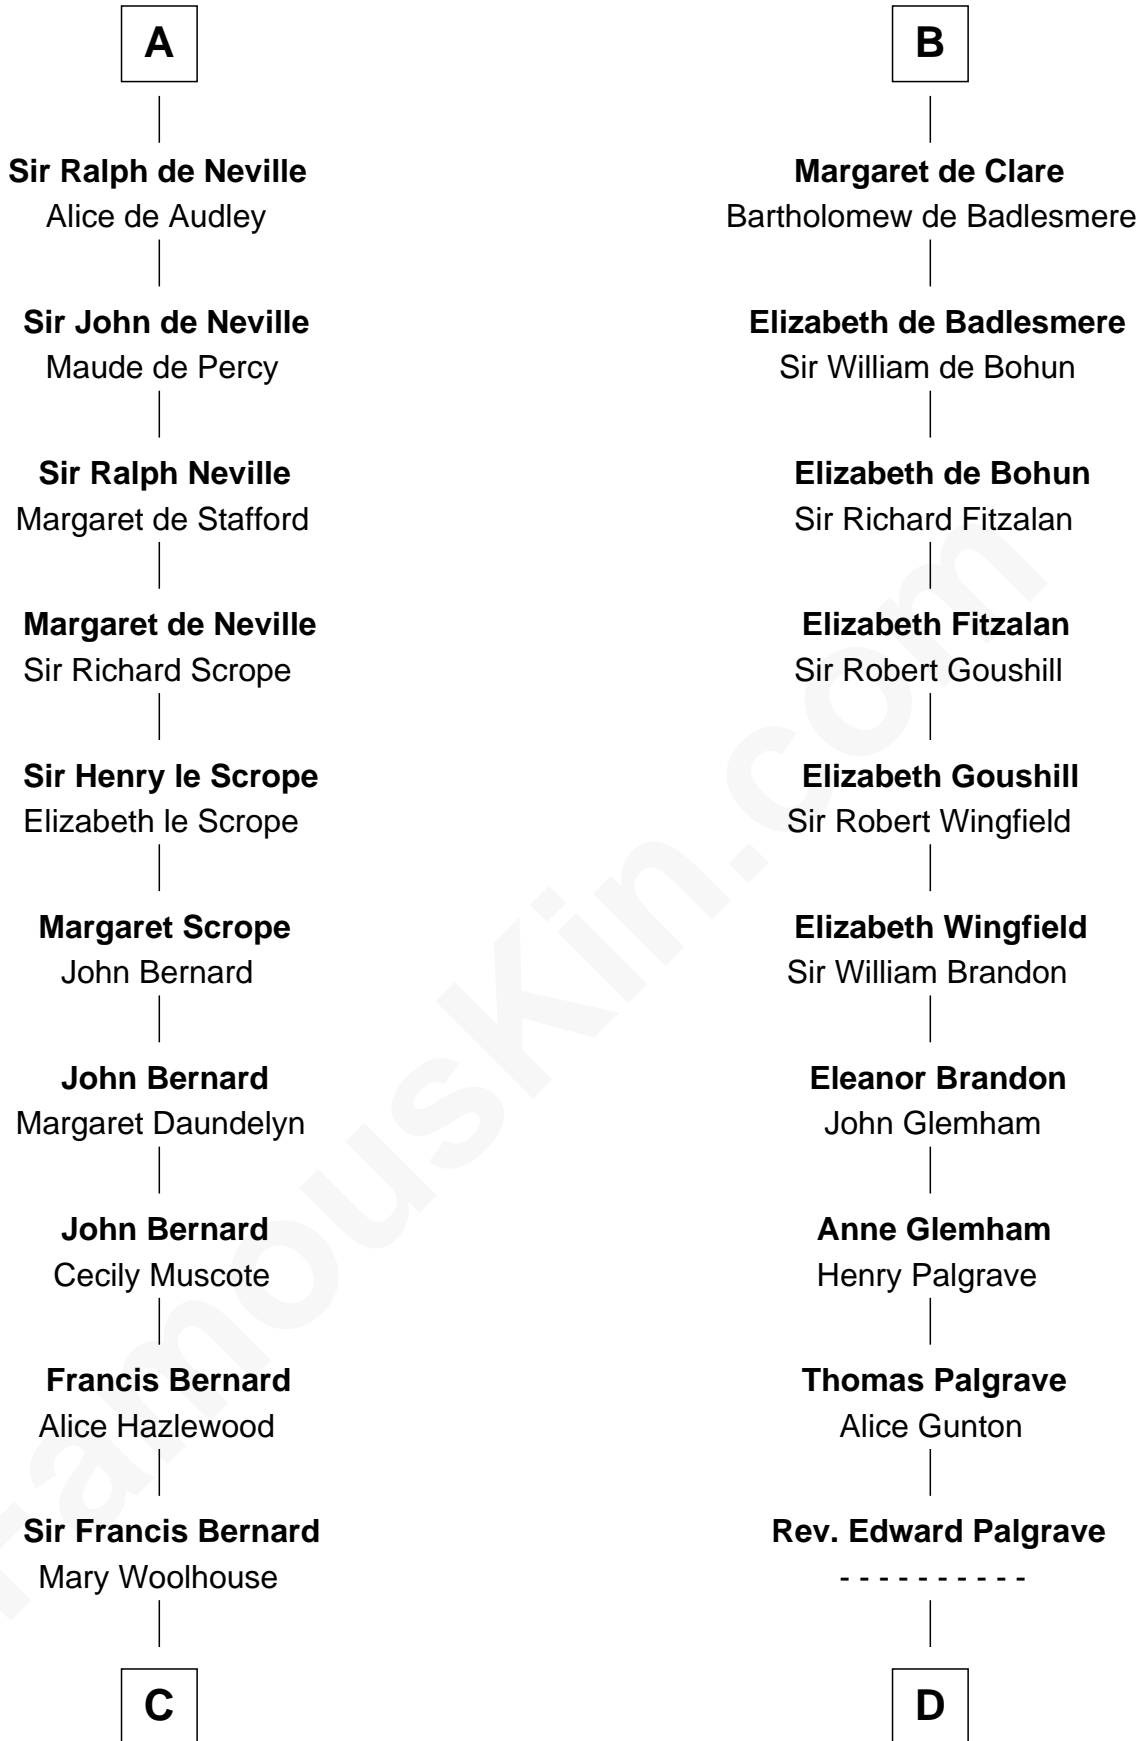 A
Sir Ralph de Neville
Alice de Audley
Sir John de Neville
Maude de Percy
Sir Ralph Neville
Margaret de Stafford
Margaret de Neville
Sir Richard Scrope
Sir Henry le Scrope
Elizabeth le Scrope
Margaret Scrope
John Bernard
John Bernard
Margaret Daundelyn
John Bernard
Cecily Muscote
Francis Bernard
Alice Hazlewood
Sir Francis Bernard
Mary Woolhouse
C
B
Margaret de Clare
Bartholomew de Badlesmere
Elizabeth de Badlesmere
Sir William de Bohun
Elizabeth de Bohun
Sir Richard Fitzalan
Elizabeth Fitzalan
Sir Robert Goushill
Elizabeth Goushill
Sir Robert Wingfield
Elizabeth Wingfield
Sir William Brandon
Eleanor Brandon
John Glemham
Anne Glemham
Henry Palgrave
Thomas Palgrave
Alice Gunton
Rev. Edward Palgrave
- - - - - - - - - -
D
FamousKin.com